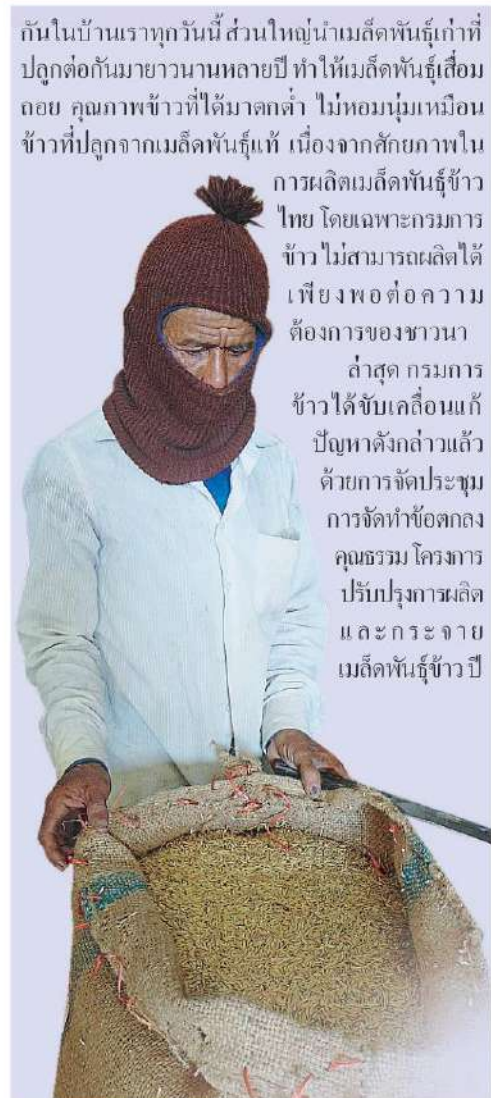 กันในบ้านเราทุกวันนี้ ส่วนใหญ่นำเมล็ดพันธุ์เก่าที่
ปลูกต่อกันมายาวนานหลายปี ทำให้เมล็ดพันธุ์เสื่อม
ถอย คุณภาพข้าวที่ได้มาตกต่ำ ไม่หอมนุ่มเหมือน
ข้าวที่ปลูกจากเมล็ดพันธุ์แท้ เนื่องจากศักยภาพใน
การผลิตเมล็ดพันธุ์ข้าว
ไทย โดยเฉพาะกรมการ
ข้าว ไม่สามารถผลิตได้
เพียงพอต่อความ
ต้องการของชาวนา
ล่าสุด กรมการ
ข้าวได้ขับเคลื่อนแก้
ปัญหาดังกล่าวแล้ว
ด้วยการจัดประชุม
การจัดทำข้อตกลง
คุณธรรม โครงการ
ปรับปรุงการผลิต
และกระจาย
เมล็ดพันธุ์ข้าว ปี